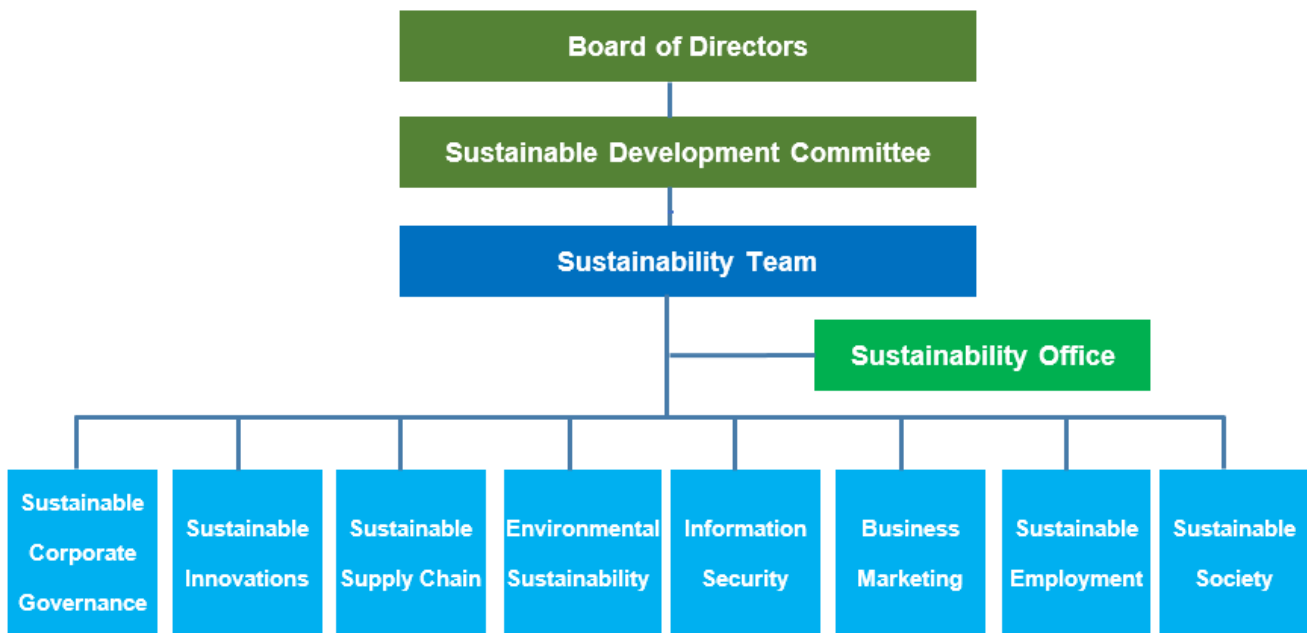 Board of Directors
Sustainable Development Committee
Sustainability Team
Sustainability Office
Sustainable
Corporate
Governance
Sustainable
Innovations
Sustainable
Supply Chain
Environmental
Sustainability
Information
Security
Business
Marketing
Sustainable
Employment
Sustainable
Society